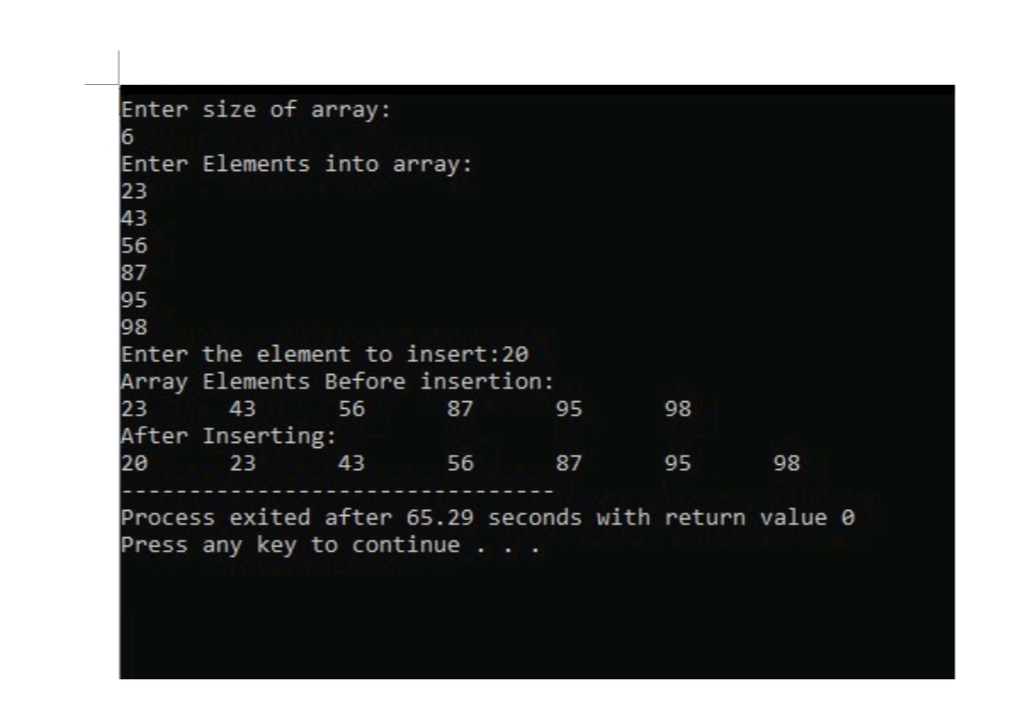 Enter size of array:
6
Enter Elements into array:
23
43
56
87
95
98
Enter the element to insert:20
Array Elements Before insertion:
23 43 56 87 95 98
After Inserting:
20 23 43 56 87 95 98
--------------------------------
Process exited after 65.29 seconds with return value 0
Press any key to continue . . .